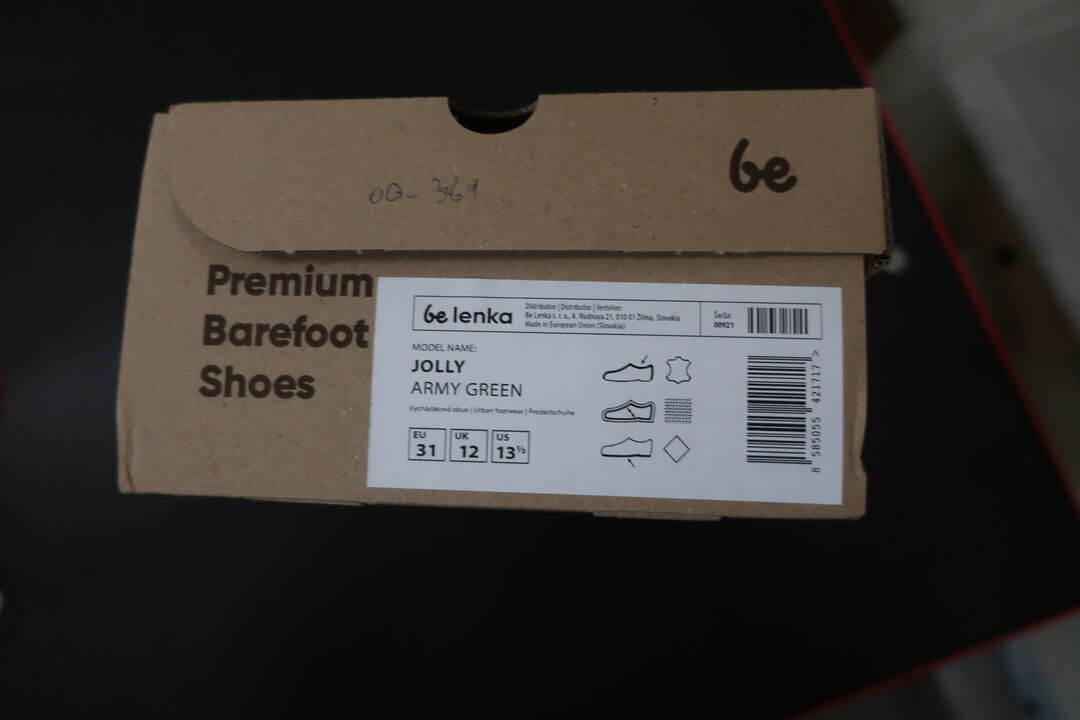 be
OQ- 367
Premium
Barefoot
Shoes
be lenka
Distribútor | Distributor | Verteiler:
Be Lenka s. r. o., A. Rudnaya 21, 010 01 Žilina, Slovakia
Made in European Union (Slovakia)
Šarža:
00921
MODEL NAME:
JOLLY
ARMY GREEN
Vychádzková obuv | Urban footwear | Freizeitschuhe
EU 31
UK 12
US 13½
8 585055 421717 >